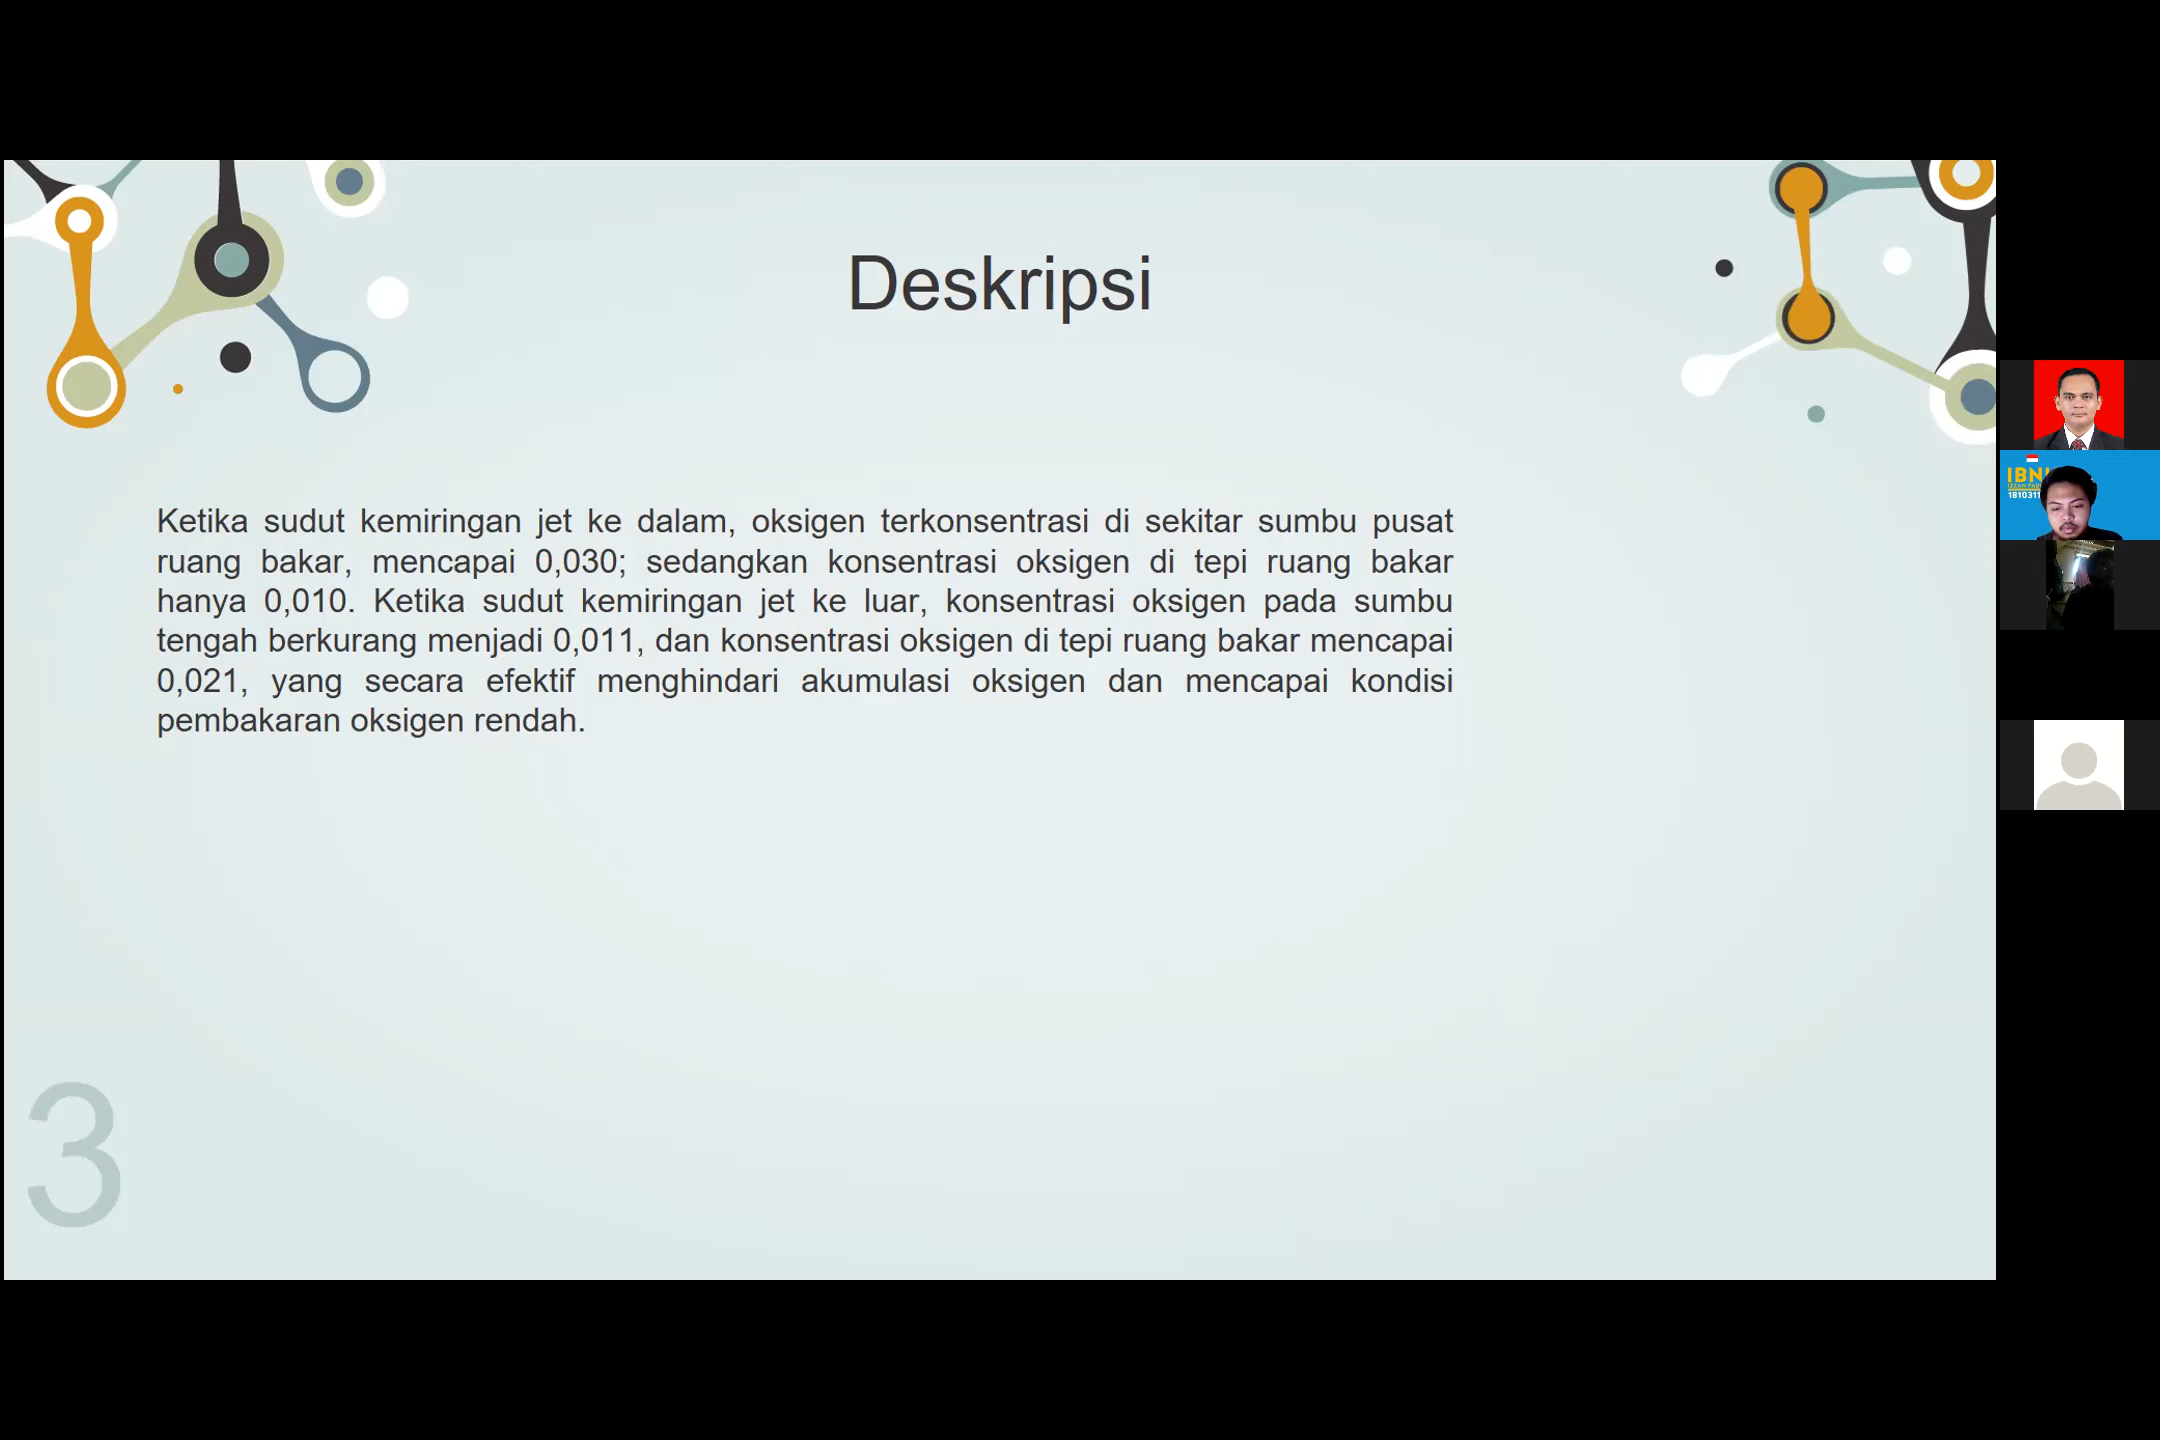 Deskripsi
Ketika sudut kemiringan jet ke dalam, oksigen terkonsentrasi di sekitar sumbu pusat
ruang bakar, mencapai 0,030; sedangkan konsentrasi oksigen di tepi ruang bakar
hanya 0,010. Ketika sudut kemiringan jet ke luar, konsentrasi oksigen pada sumbu
tengah berkurang menjadi 0,011, dan konsentrasi oksigen di tepi ruang bakar mencapai
0,021, yang secara efektif menghindari akumulasi oksigen dan mencapai kondisi
pembakaran oksigen rendah.
3
IBN